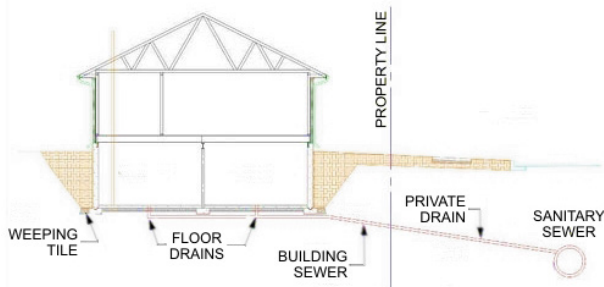 PROPERTY LINE
WEEPING
TILE
FLOOR
DRAINS
BUILDING
SEWER
PRIVATE
DRAIN
SANITARY
SEWER